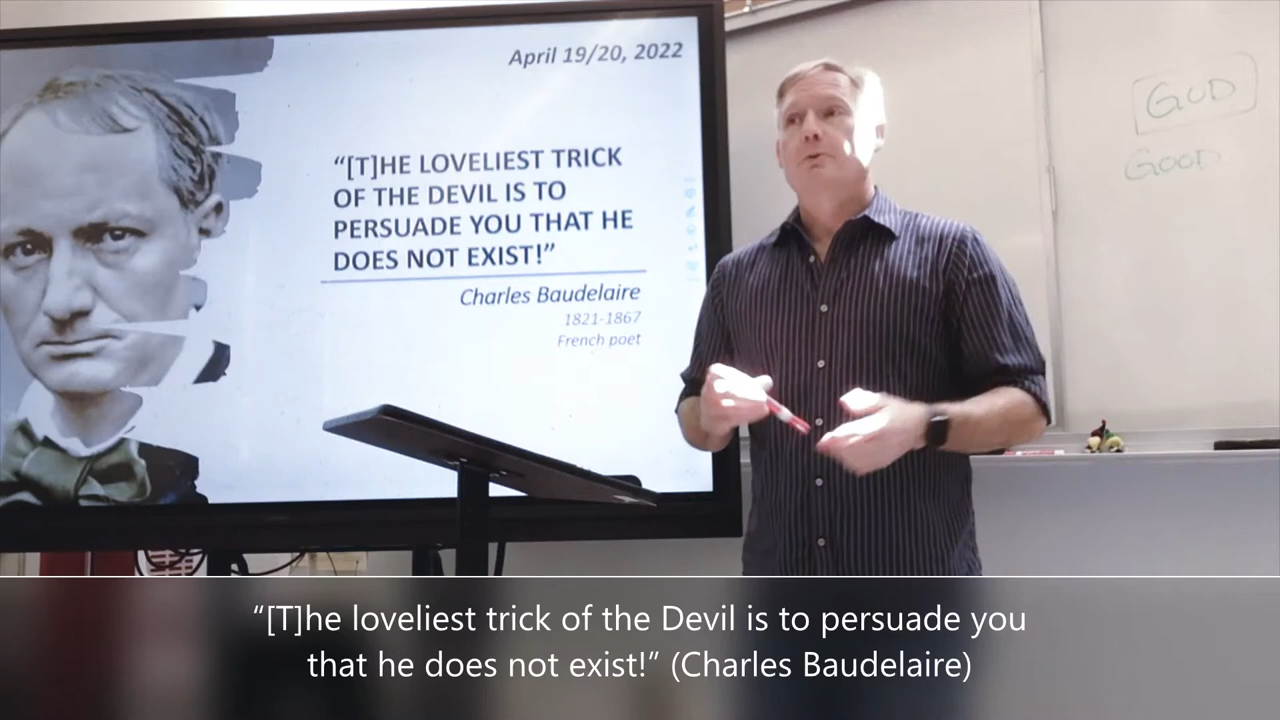 April 19/20, 2022
“[T]HE LOVELIEST TRICK
OF THE DEVIL IS TO
PERSUADE YOU THAT HE
DOES NOT EXIST!”
Charles Baudelaire
1821-1867
French poet
GOD
GOOD
“[T]he loveliest trick of the Devil is to persuade you
that he does not exist!” (Charles Baudelaire)